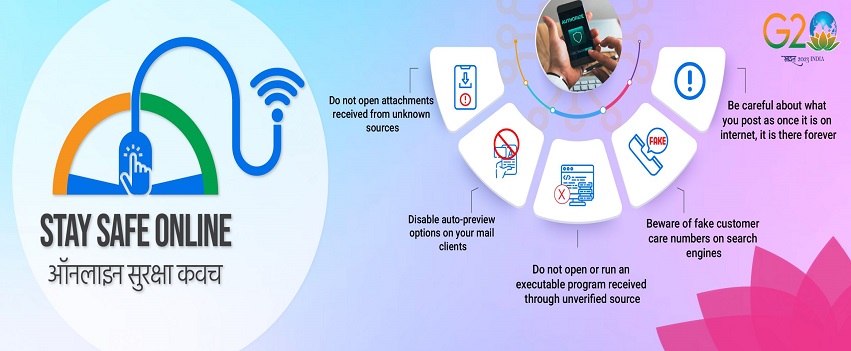 STAY SAFE ONLINE
ऑनलाइन सुरक्षा कवच
Do not open attachments
received from unknown
sources
Disable auto-preview
options on your mail
clients
Do not open or run an
executable program received
through unverified source
FAKE
Beware of fake customer
care numbers on search
engines
Be careful about what
you post as once it is on
internet, it is there forever
AUTHORIZE
G20
भारत 2023 INDIA